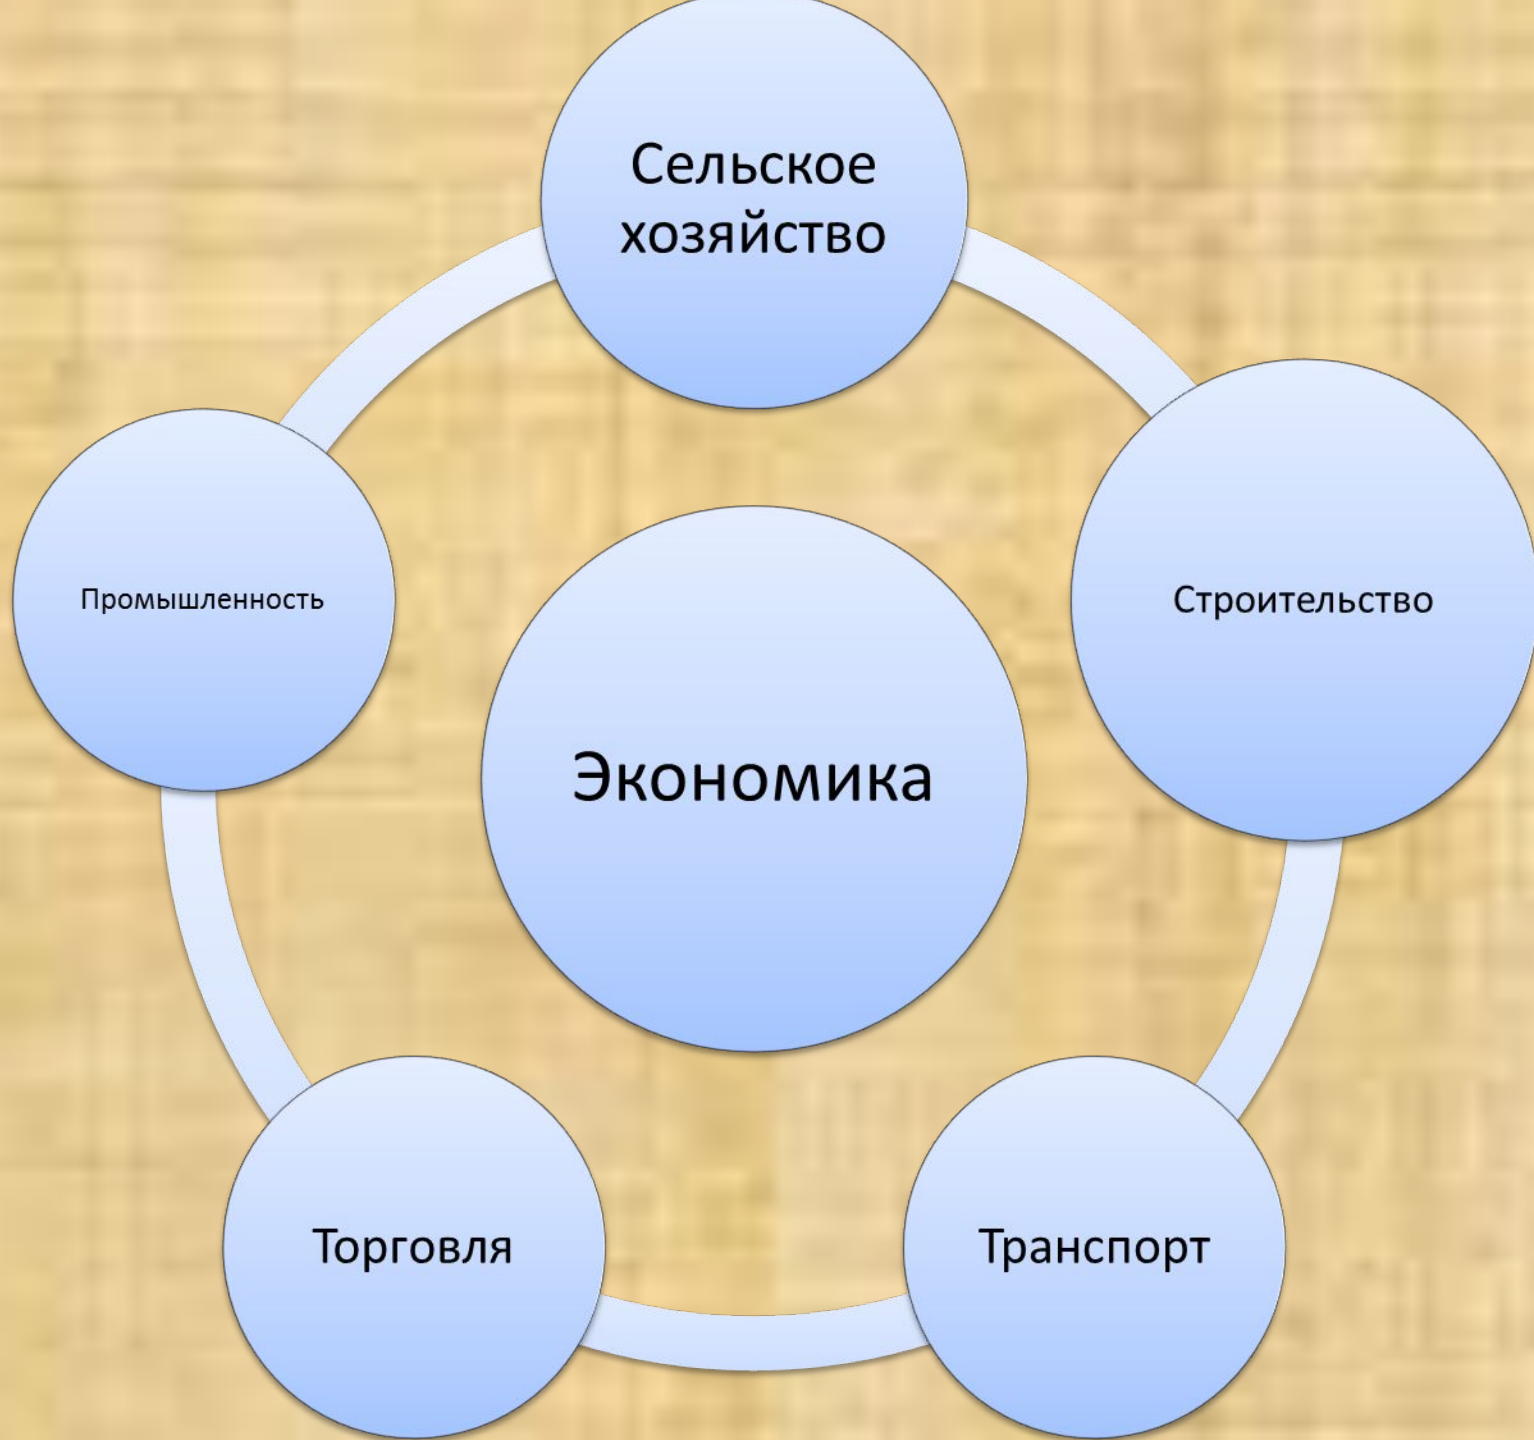 Сельское
хозяйство
Строительство
Транспорт
Торговля
Промышленность
Экономика